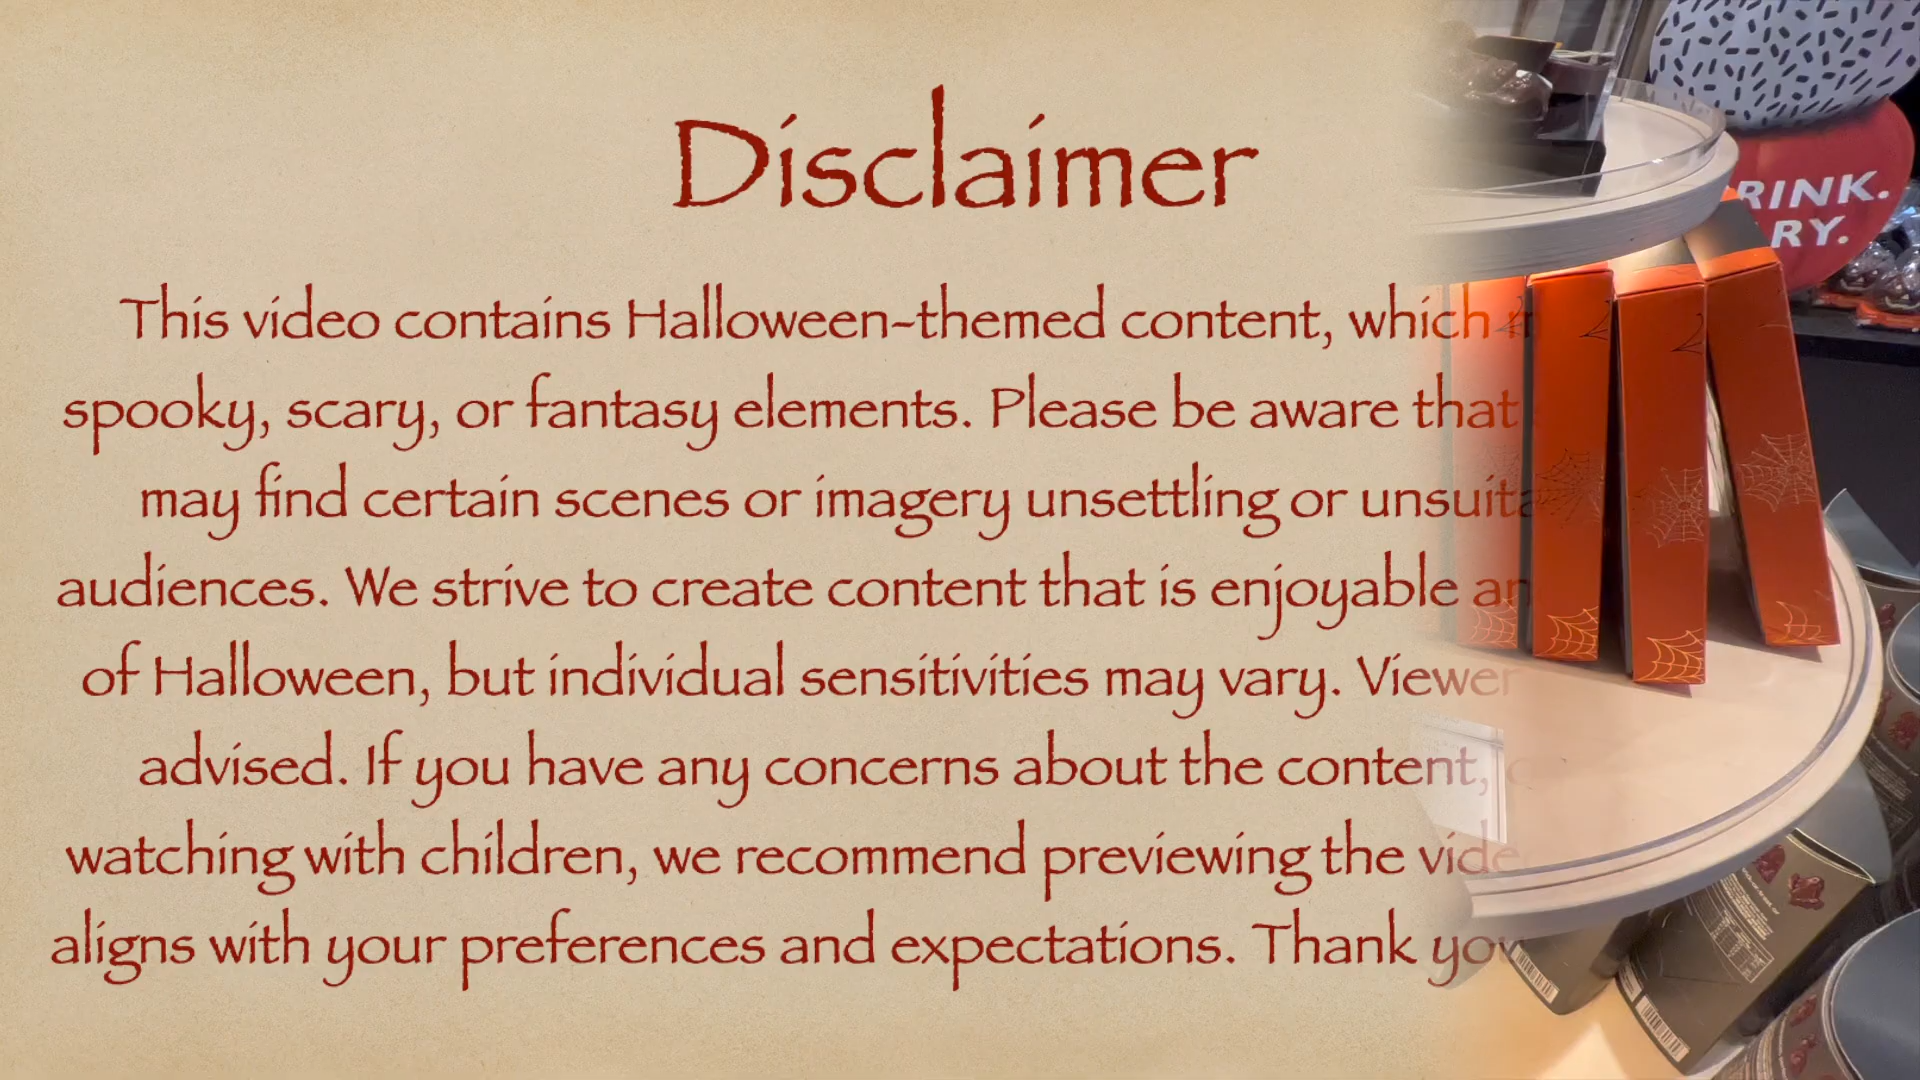 Disclaimer
This video contains Halloween-themed content, which
spooky, scary, or fantasy elements. Please be aware that
may find certain scenes or imagery unsettling or
audiences. We strive to create content that is enjoyable
of Halloween, but individual sensitivities may vary.
advised. If you have any concerns about the content,
watching with children, we recommend previewing the
aligns with your preferences and expectations. Thank
RINK.
RY.